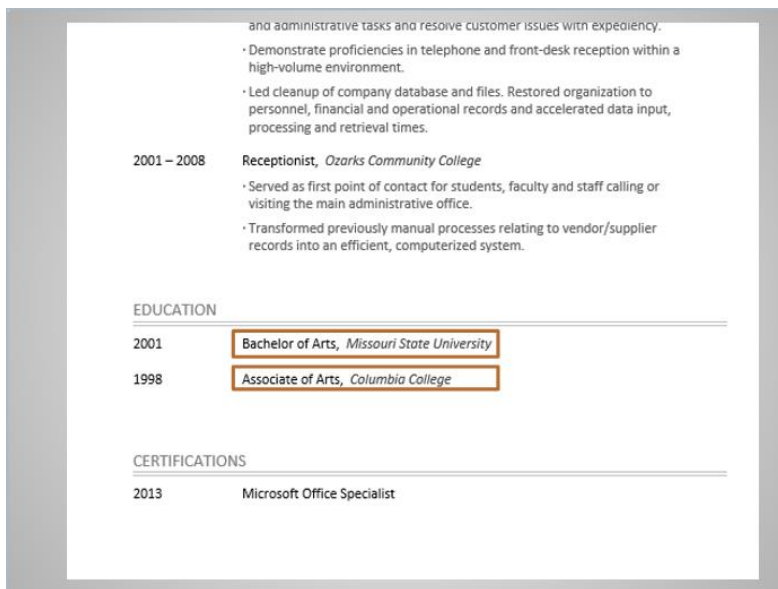 and administrative tasks and resolve customer issues with expediency.
· Demonstrate proficiencies in telephone and front-desk reception within a
high-volume environment.
· Led cleanup of company database and files. Restored organization to
personnel, financial and operational records and accelerated data input,
processing and retrieval times.
2001 – 2008 Receptionist, Ozarks Community College
· Served as first point of contact for students, faculty and staff calling or
visiting the main administrative office.
· Transformed previously manual processes relating to vendor/supplier
records into an efficient, computerized system.
EDUCATION
2001 Bachelor of Arts, Missouri State University
1998 Associate of Arts, Columbia College
CERTIFICATIONS
2013 Microsoft Office Specialist